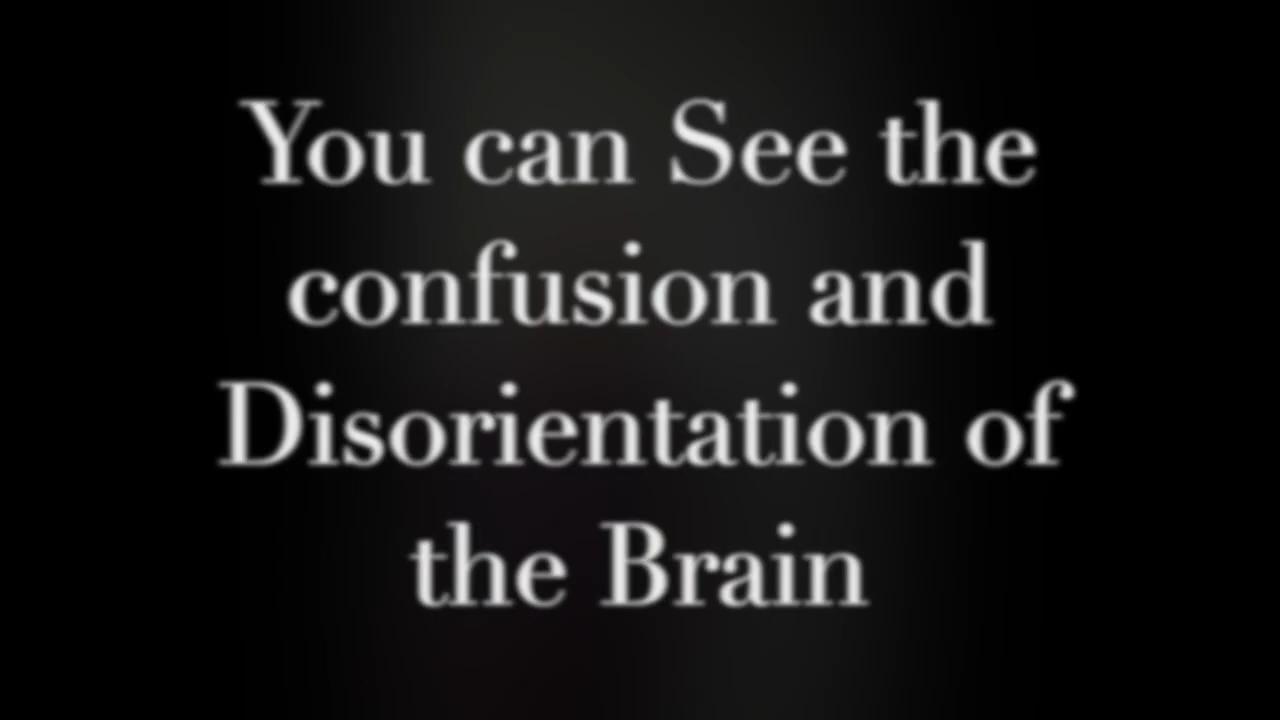 You can See the
confusion and
Disorientation of
the Brain